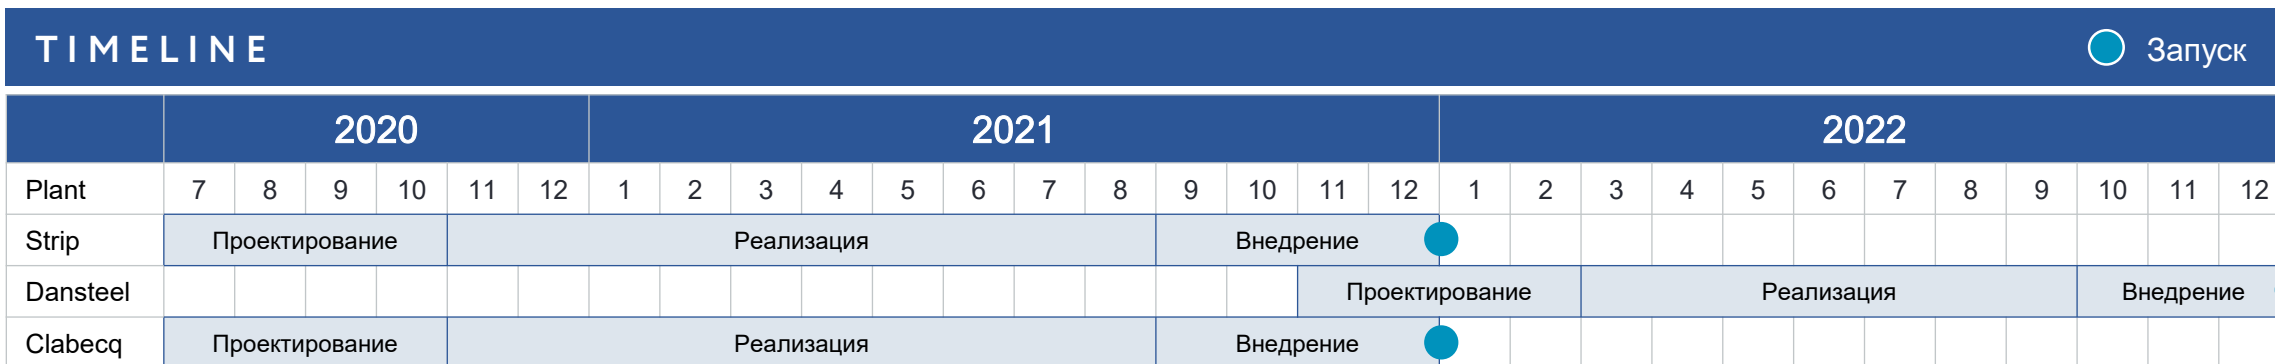 TIMELINE Запуск
2020 2021 2022
Plant 7 8 9 10 11 12 1 2 3 4 5 6 7 8 9 10 11 12 1 2 3 4 5 6 7 8 9 10 11 12
Strip Проектирование Реализация Внедрение
Dansteel Проектирование Реализация Внедрение
Clabecq Проектирование Реализация Внедрение